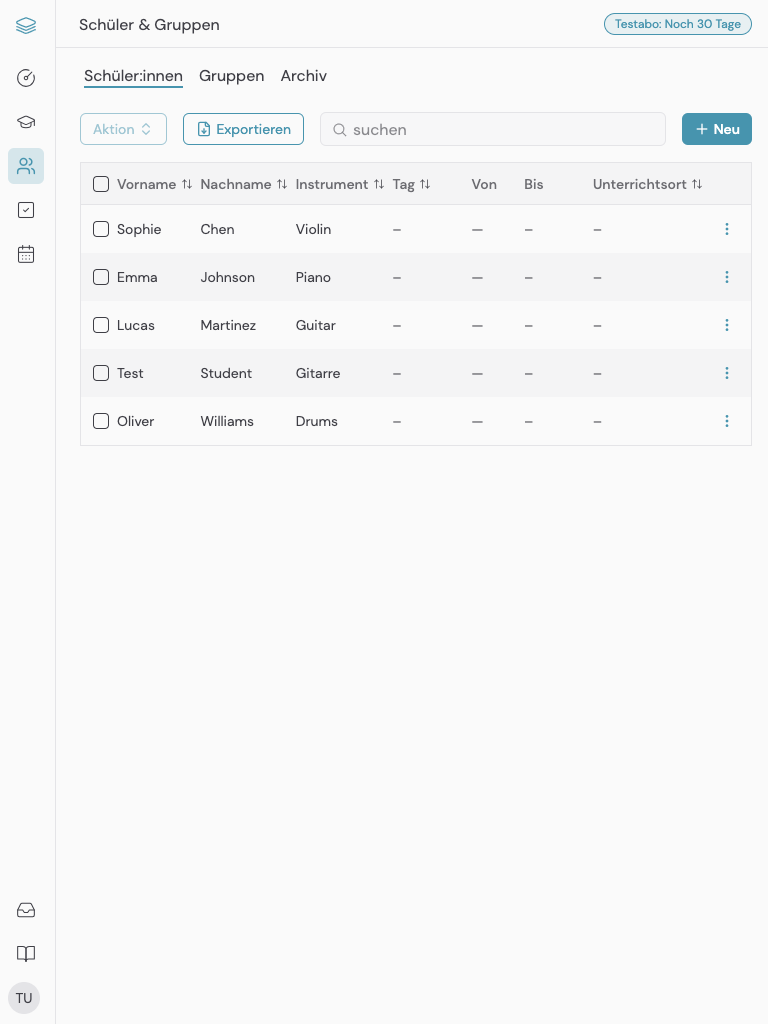 Schüler & Gruppen
Testabo: Noch 30 Tage
Schüler:innen Gruppen Archiv
Aktion Exportieren suchen Neu
Vorname Nachname Instrument Tag Von Bis Unterrichtsort
Sophie Chen Violin – — – –
Emma Johnson Piano – — – –
Lucas Martinez Guitar – — – –
Test Student Gitarre – — – –
Oliver Williams Drums – — – –
TU